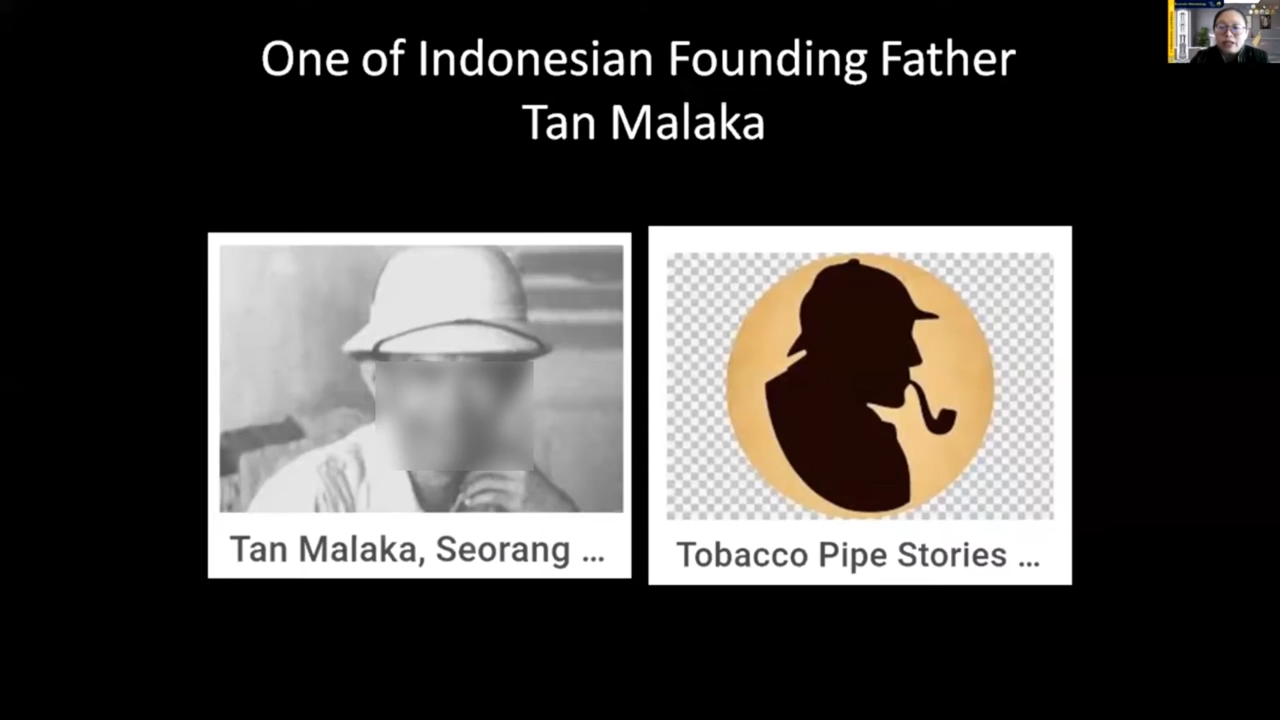 One of Indonesian Founding Father
Tan Malaka
Tan Malaka, Seorang ...
Tobacco Pipe Stories ...